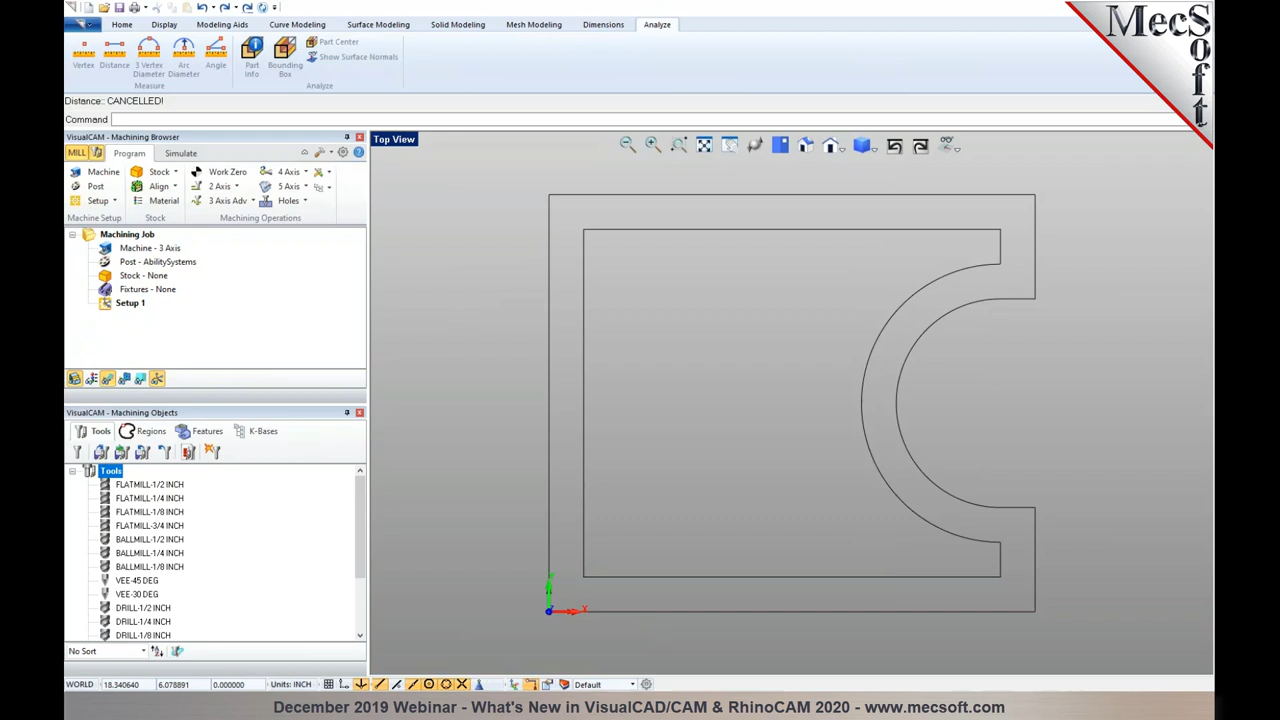 Home Display Modeling Aids Curve Modeling Surface Modeling Solid Modeling Mesh Modeling Dimensions Analyze
MecSoft
Vertex Distance 3 Vertex Diameter Arc Diameter Angle Part Info Bounding Box Part Center
Show Surface Normals
Measure Analyze
Distance:: CANCELLED!
Command
VisualCAM - Machining Browser
Top View
MILL Program Simulate
Machine Stock Work Zero 4 Axis
Post Align 2 Axis 5 Axis
Setup Material 3 Axis Adv Holes
Machine Setup Stock Machining Operations
Machining Job
Machine - 3 Axis
Post - AbilitySystems
Stock - None
Fixtures - None
Setup 1
VisualCAM - Machining Objects
Tools Regions Features K-Bases
Tools
FLATMILL-1/2 INCH
FLATMILL-1/4 INCH
FLATMILL-1/8 INCH
FLATMILL-3/4 INCH
BALLMILL-1/2 INCH
BALLMILL-1/4 INCH
BALLMILL-1/8 INCH
VEE-45 DEG
VEE-30 DEG
DRILL-1/2 INCH
DRILL-1/4 INCH
DRILL-1/8 INCH
X
No Sort
WORLD 18.340640 6.078891 0.000000 Units: INCH Default
December 2019 Webinar - What's New in VisualCAD/CAM & RhinoCAM 2020 - www.mecsoft.com